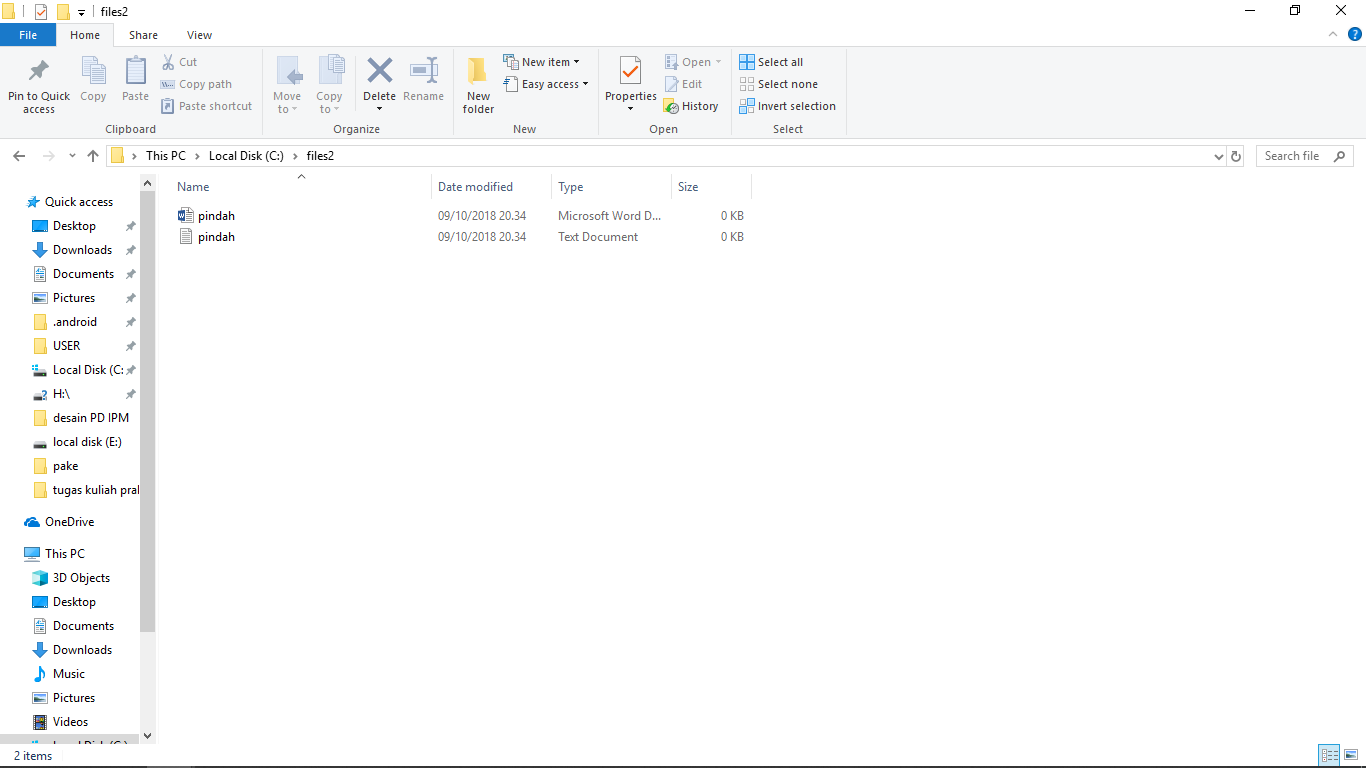 files2
File Home Share View
Pin to Quick access
Copy
Paste
Cut
Copy path
Paste shortcut
Clipboard
Move to
Copy to
Delete
Rename
Organize
New folder
New item
Easy access
New
Properties
Open
Edit
History
Open
Select all
Select none
Invert selection
Select
This PC Local Disk (C:) files2
Search file
Name Date modified Type Size
pindah 09/10/2018 20.34 Microsoft Word D... 0 KB
pindah 09/10/2018 20.34 Text Document 0 KB
Quick access
Desktop
Downloads
Documents
Pictures
.android
USER
Local Disk (C:
H:\
desain PD IPM
local disk (E:)
pake
tugas kuliah pral
OneDrive
This PC
3D Objects
Desktop
Documents
Downloads
Music
Pictures
Videos
Local Disk (C:)
2 items